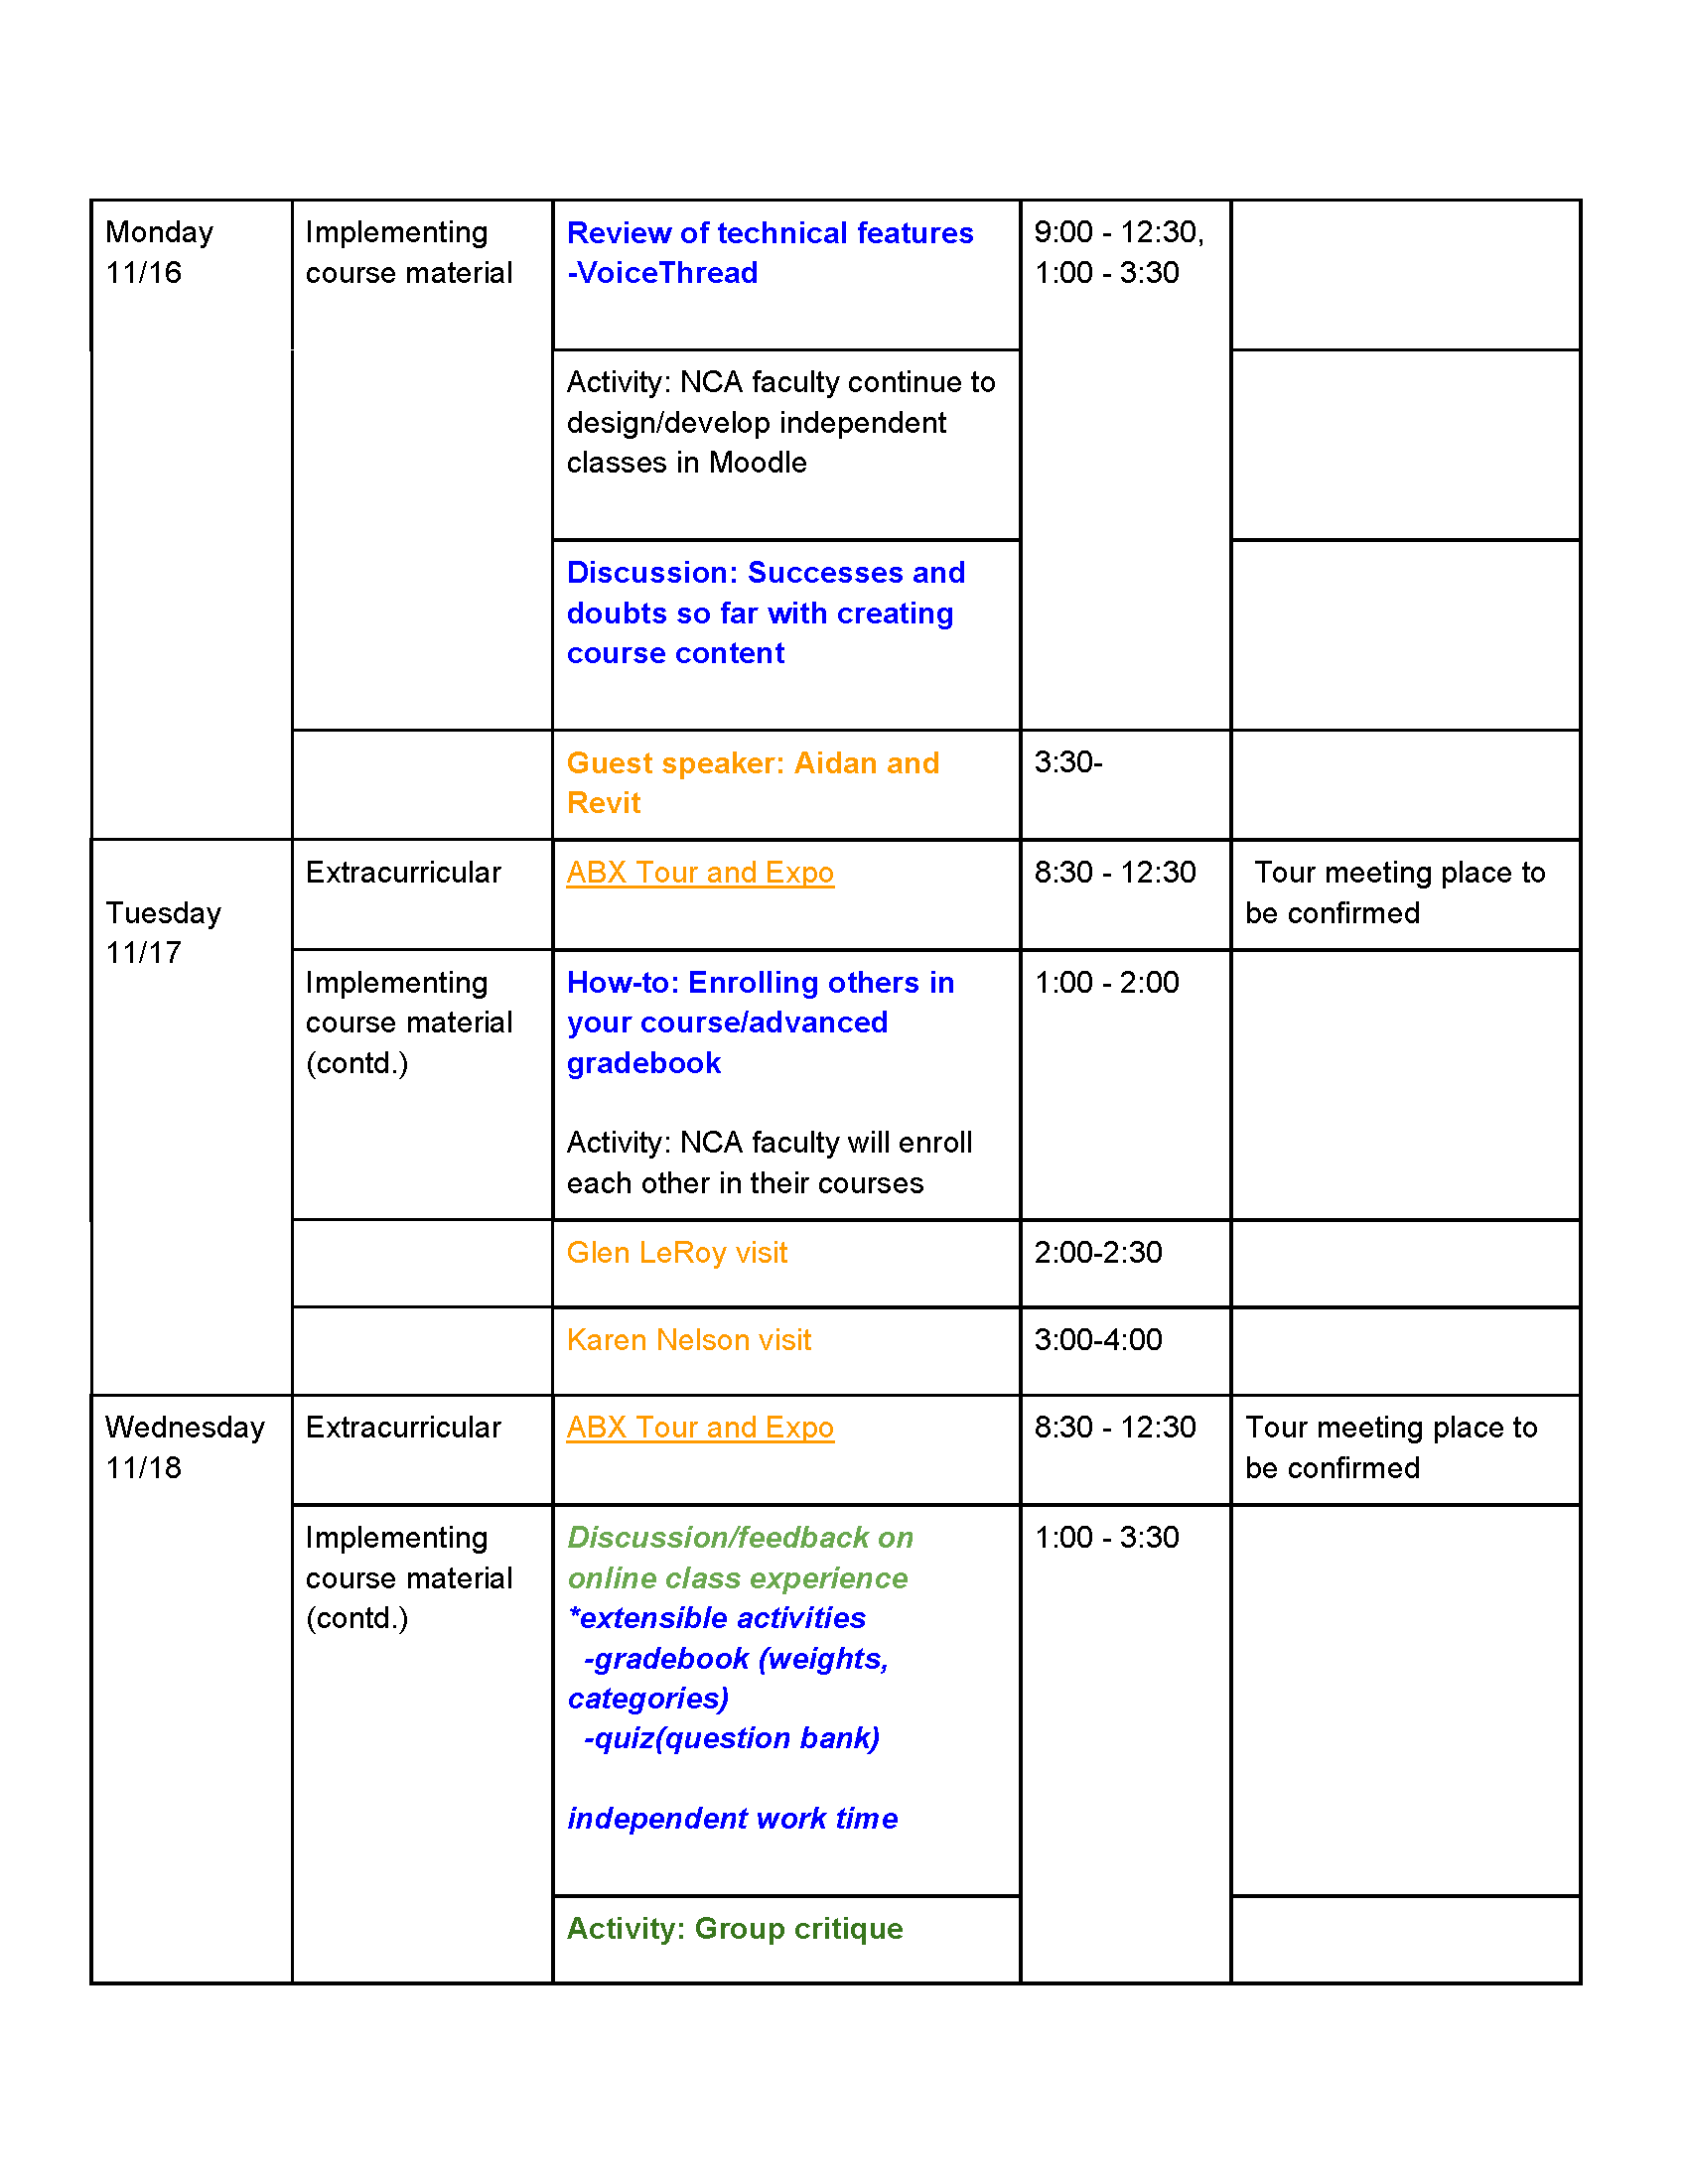 Monday
11/16
Implementing
course material
Review of technical features
-VoiceThread
9:00 - 12:30,
1:00 - 3:30
Activity: NCA faculty continue to
design/develop independent
classes in Moodle
Discussion: Successes and
doubts so far with creating
course content
Guest speaker: Aidan and
Revit
3:30-
Tuesday
11/17
Extracurricular
ABX Tour and Expo
8:30 - 12:30
Tour meeting place to
be confirmed
Implementing
course material
(contd.)
How-to: Enrolling others in
your course/advanced
gradebook
Activity: NCA faculty will enroll
each other in their courses
1:00 - 2:00
Glen LeRoy visit
2:00-2:30
Karen Nelson visit
3:00-4:00
Wednesday
11/18
Extracurricular
ABX Tour and Expo
8:30 - 12:30
Tour meeting place to
be confirmed
Implementing
course material
(contd.)
Discussion/feedback on
online class experience
*extensible activities
-gradebook (weights,
categories)
-quiz(question bank)
independent work time
1:00 - 3:30
Activity: Group critique